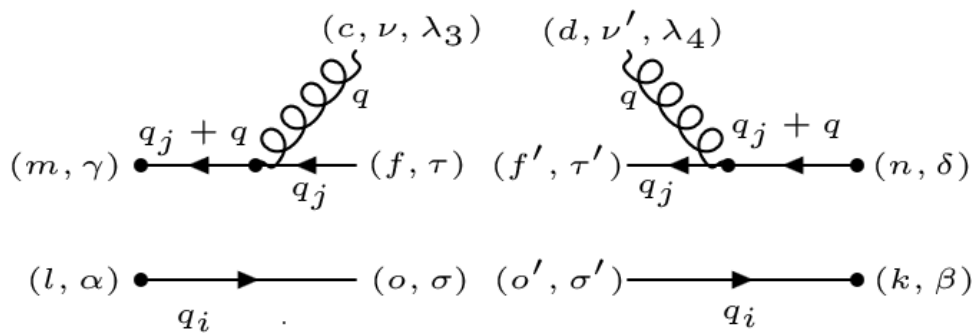 (c, ν, λ₃) (d, ν′, λ₄)
q q
q_j + q q_j + q
(m, γ) (f, τ) (f′, τ′) (n, δ)
q_j q_j
(l, α) (o, σ) (o′, σ′) (k, β)
q_i q_i